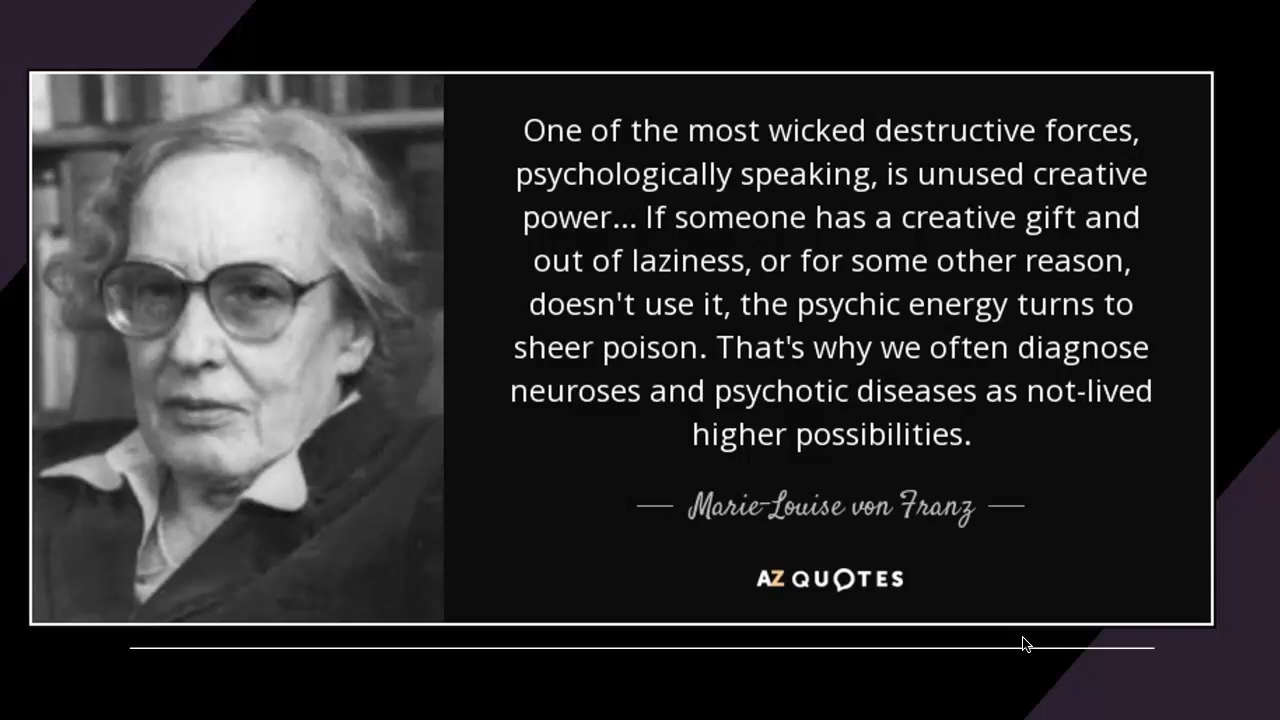 One of the most wicked destructive forces,
psychologically speaking, is unused creative
power... If someone has a creative gift and
out of laziness, or for some other reason,
doesn't use it, the psychic energy turns to
sheer poison. That's why we often diagnose
neuroses and psychotic diseases as not-lived
higher possibilities.
Marie-Louise von Franz
AZ QUOTES